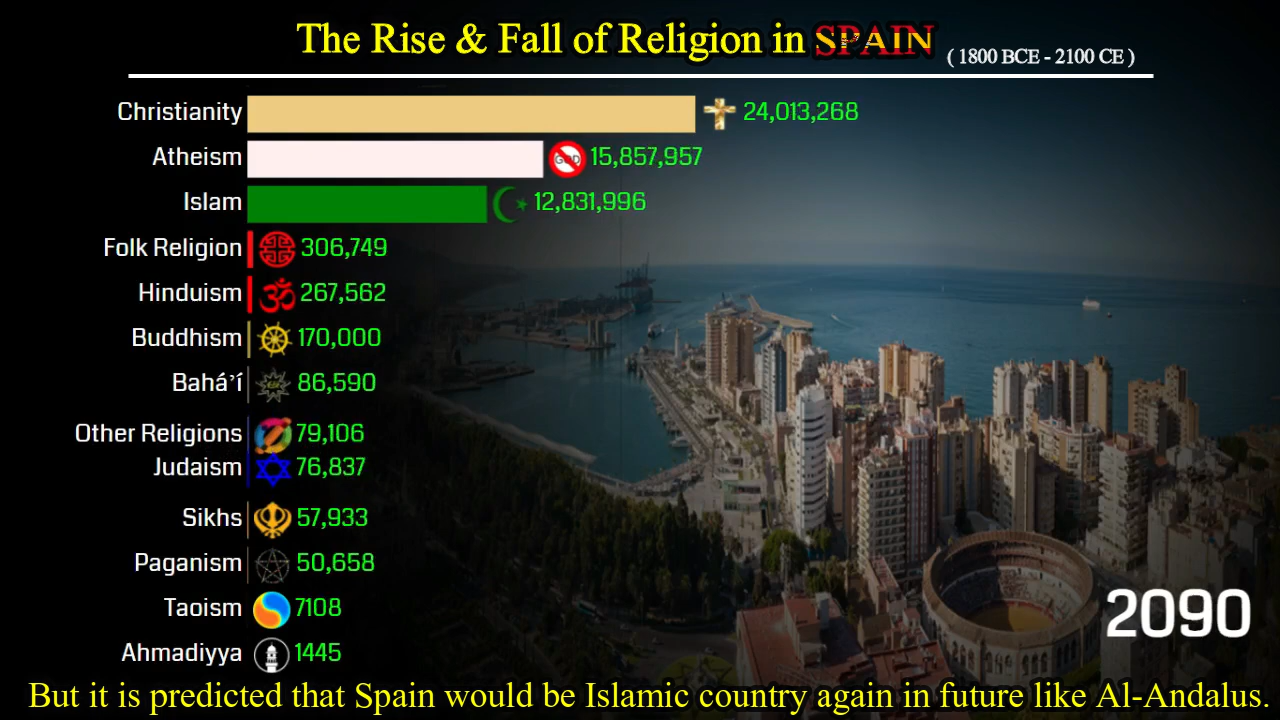 The Rise & Fall of Religion in SPAIN ( 1800 BCE - 2100 CE )
Christianity 24,013,268
Atheism GOD 15,857,957
Islam 12,831,996
Folk Religion 306,749
Hinduism 267,562
Buddhism 170,000
Bahá’í 86,590
Other Religions 79,106
Judaism 76,837
Sikhs 57,933
Paganism 50,658
Taoism 7108
Ahmadiyya 1445
2090
But it is predicted that Spain would be Islamic country again in future like Al-Andalus.